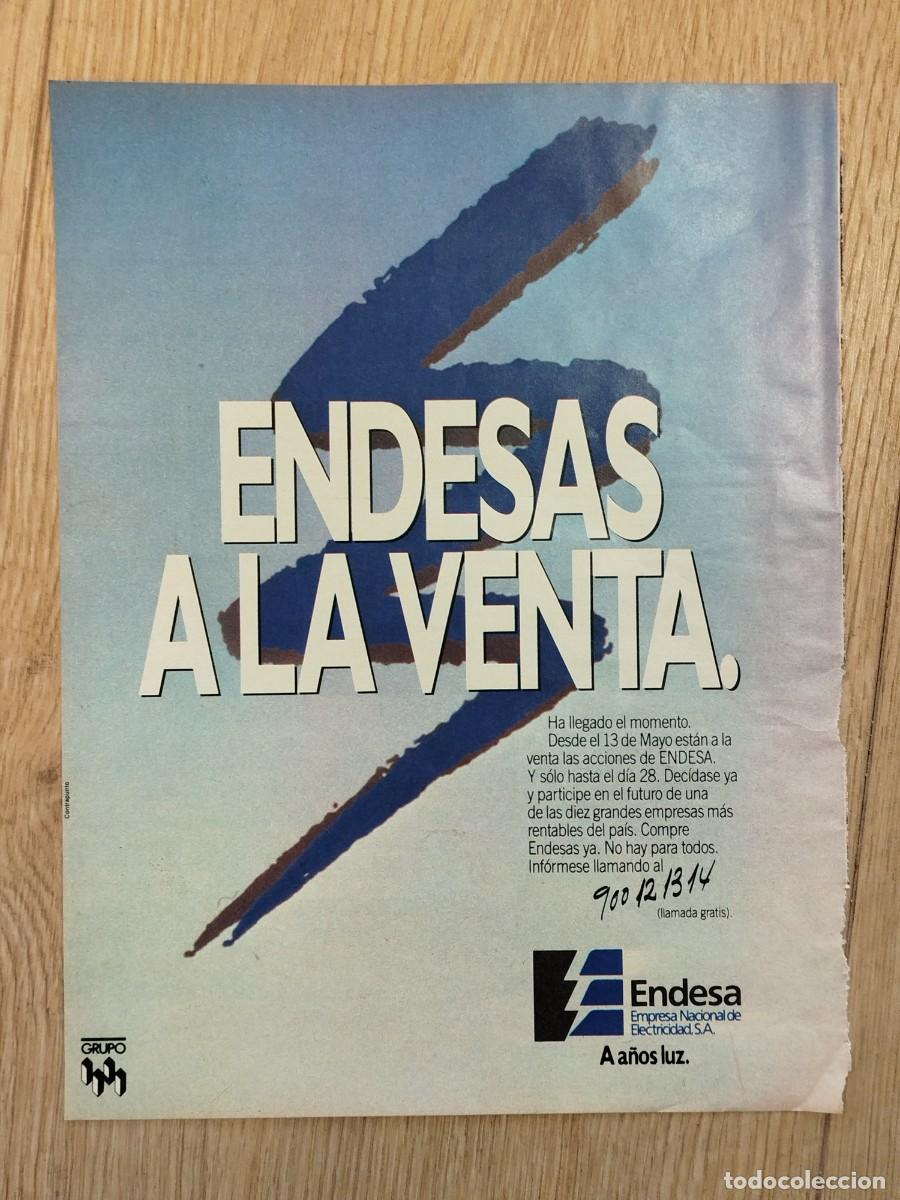 ENDESAS
A LA VENTA.
Ha llegado el momento.
Desde el 13 de Mayo están a la
venta las acciones de ENDESA.
Y sólo hasta el día 28. Decídase ya
y participe en el futuro de una
de las diez grandes empresas más
rentables del país. Compre
Endesas ya. No hay para todos.
Infórmese llamando al
900 12 13 14
(llamada gratis).
Contrapunto
Endesa
Empresa Nacional de
Electricidad, S.A.
A años luz.
GRUPO
todocoleccion